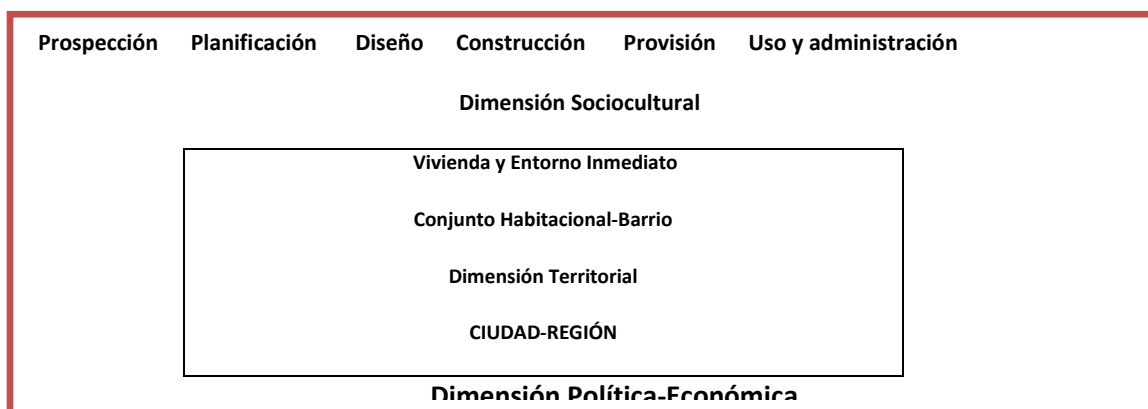 Prospección Planificación Diseño Construcción Provisión Uso y administración
Dimensión Sociocultural
Vivienda y Entorno Inmediato
Conjunto Habitacional-Barrio
Dimensión Territorial
CIUDAD-REGIÓN
Dimensión Política-Económica